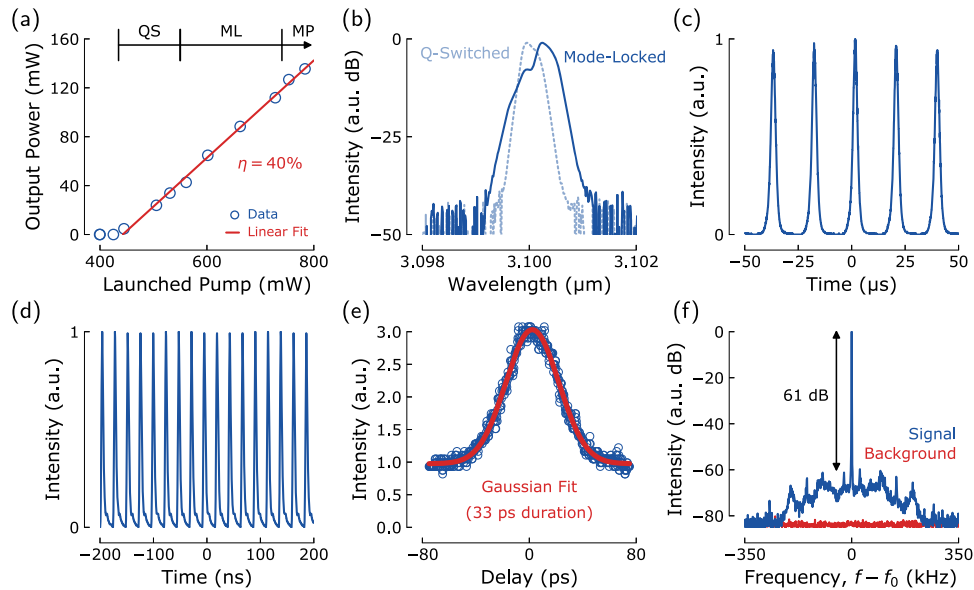 (a)
QS ML MP
160
120
80
40
0
Output Power (mW)
η = 40%
Data
Linear Fit
400 600 800
Launched Pump (mW)
(b)
0
−25
−50
Intensity (a.u. dB)
Q-Switched
Mode-Locked
3.098 3.100 3.102
Wavelength (μm)
(c)
1
0
Intensity (a.u.)
−50 −25 0 25 50
Time (μs)
(d)
1
0
Intensity (a.u.)
−200 −100 0 100 200
Time (ns)
(e)
3.0
2.5
2.0
1.5
1.0
0.5
0.0
Intensity (a.u.)
Gaussian Fit
(33 ps duration)
−80 0 80
Delay (ps)
(f)
0
−20
−40
−60
−80
Intensity (a.u. dB)
61 dB
Signal
Background
−350 0 350
Frequency, f − f₀ (kHz)